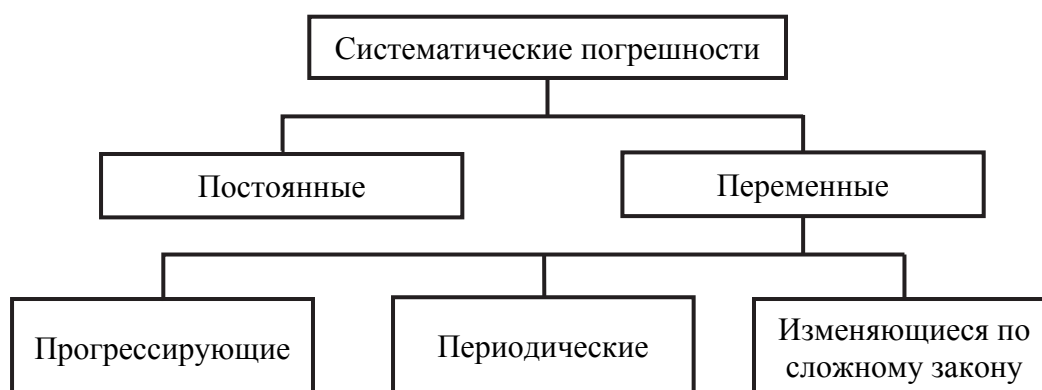 Систематические погрешности
Постоянные
Переменные
Прогрессирующие
Периодические
Изменяющиеся по
сложному закону